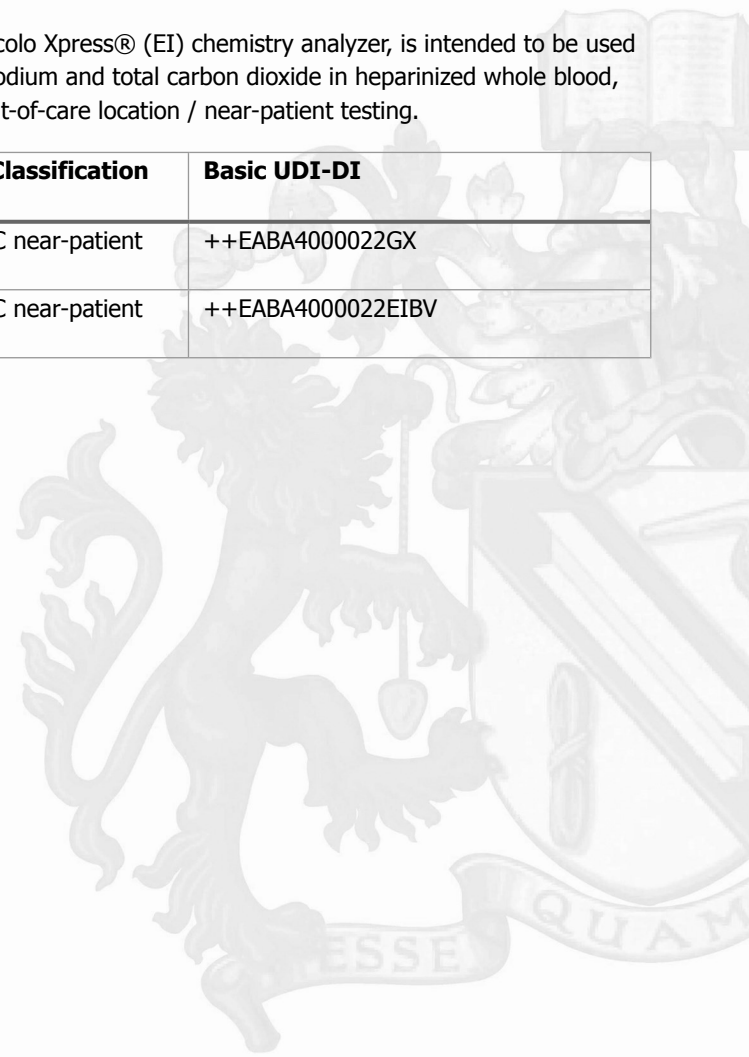 colo Xpress® (EI) chemistry analyzer, is intended to be used
odium and total carbon dioxide in heparinized whole blood,
t-of-care location / near-patient testing.
Classification Basic UDI-DI
C near-patient ++EABA4000022GX
C near-patient ++EABA4000022EIBV
ESSE QUAM